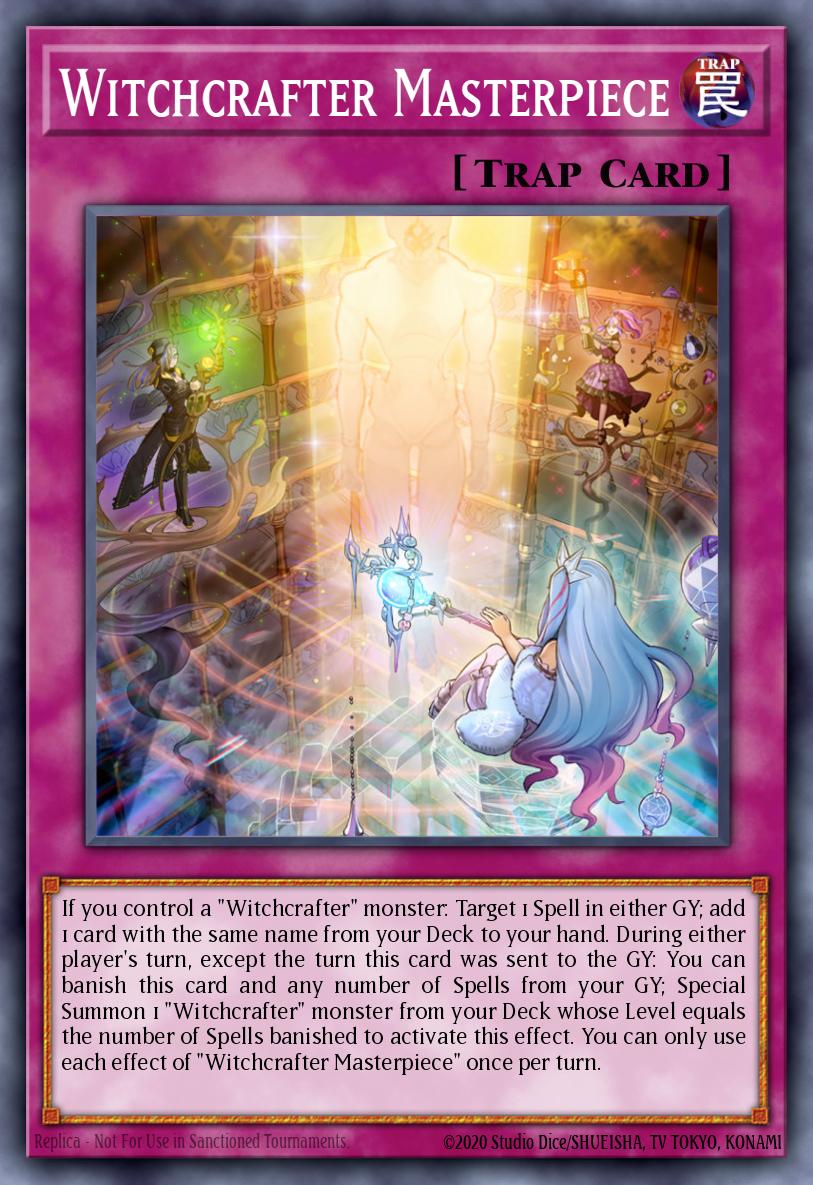 Witchcrafter Masterpiece
TRAP
罠
[Trap Card]
If you control a "Witchcrafter" monster: Target 1 Spell in either GY; add
1 card with the same name from your Deck to your hand. During either
player's turn, except the turn this card was sent to the GY: You can
banish this card and any number of Spells from your GY; Special
Summon 1 "Witchcrafter" monster from your Deck whose Level equals
the number of Spells banished to activate this effect. You can only use
each effect of "Witchcrafter Masterpiece" once per turn.
Replica - Not For Use in Sanctioned Tournaments.
©2020 Studio Dice/SHUEISHA, TV TOKYO, KONAMI